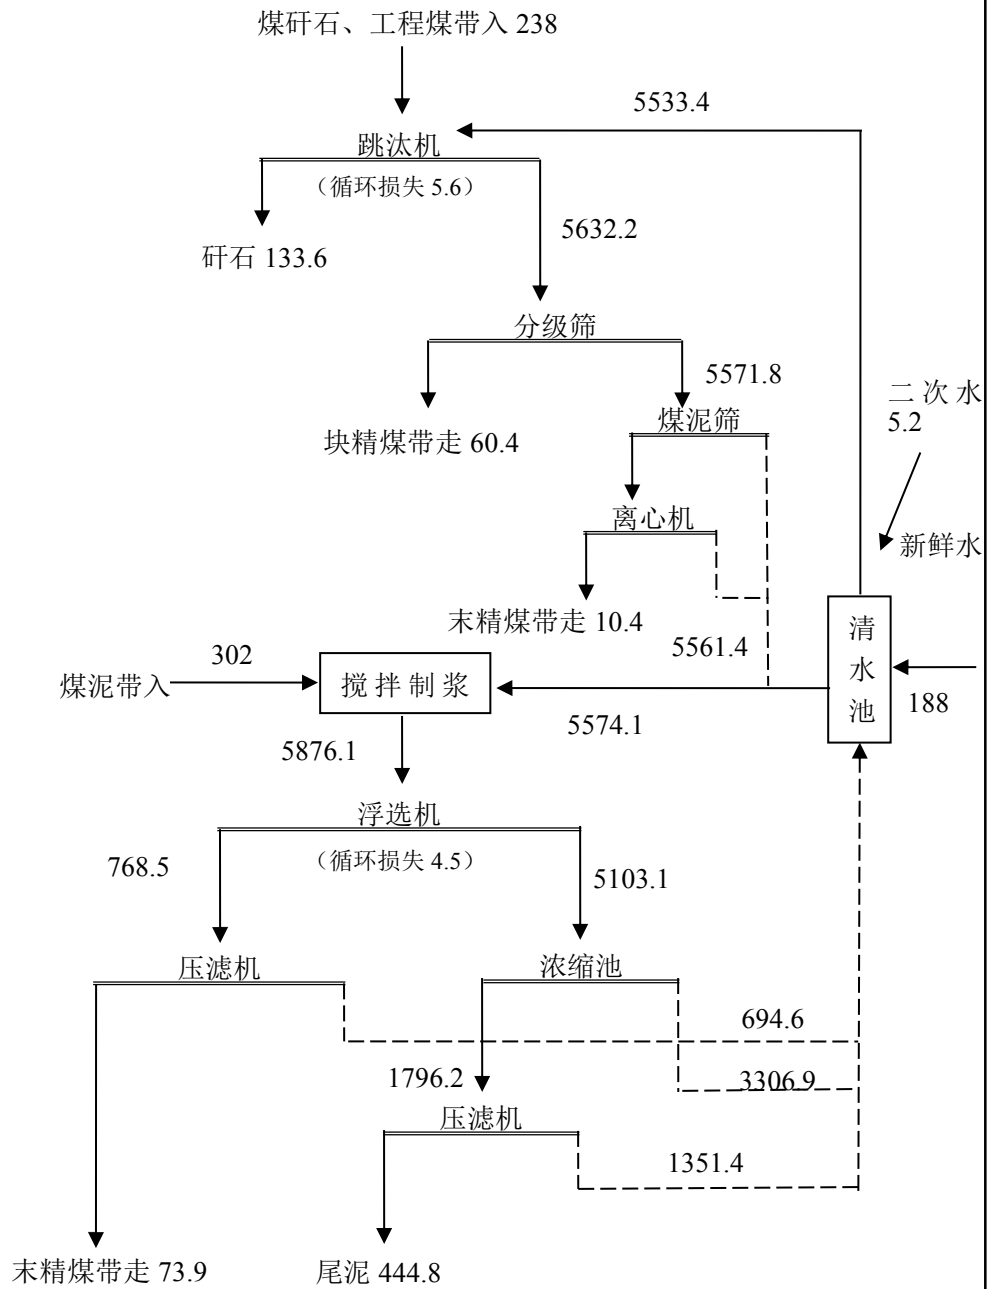 煤矸石、工程煤带入 238
5533.4
跳汰机
（循环损失 5.6）
5632.2
矸石 133.6
分级筛
5571.8
二次水
5.2
块精煤带走 60.4
煤泥筛
离心机
新鲜水
末精煤带走 10.4
5561.4
清
水
池
302
煤泥带入
搅拌制浆
5574.1
188
5876.1
浮选机
768.5
（循环损失 4.5）
5103.1
压滤机
浓缩池
694.6
1796.2
3306.9
压滤机
1351.4
末精煤带走 73.9
尾泥 444.8